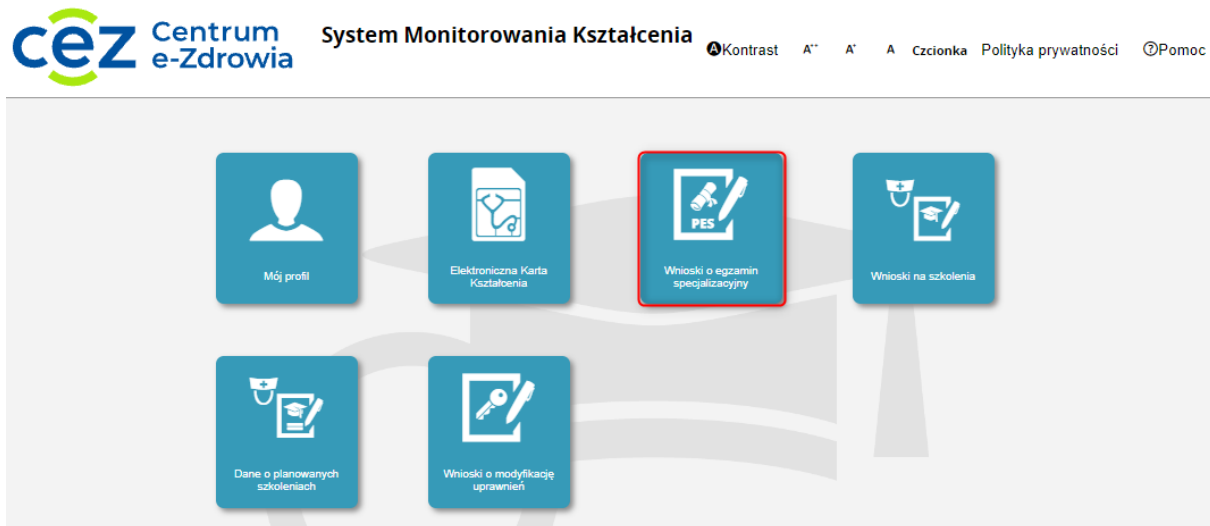 cez Centrum
e-Zdrowia
System Monitorowania Kształcenia
A Kontrast A++ A+ A Czcionka Polityka prywatności ?Pomoc
Mój profil
Elektroniczna Karta
Kształcenia
PES
Wnioski o egzamin
specjalizacyjny
Wnioski na szkolenia
Dane o planowanych
szkoleniach
Wnioski o modyfikację
uprawnień